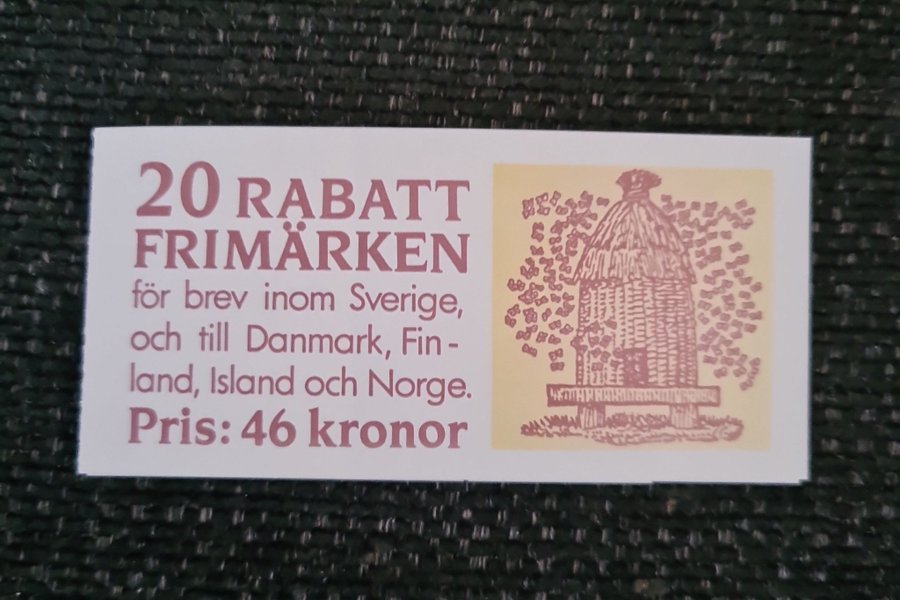 20 RABATT
FRIMÄRKEN
för brev inom Sverige,
och till Danmark, Fin-
land, Island och Norge.
Pris: 46 kronor